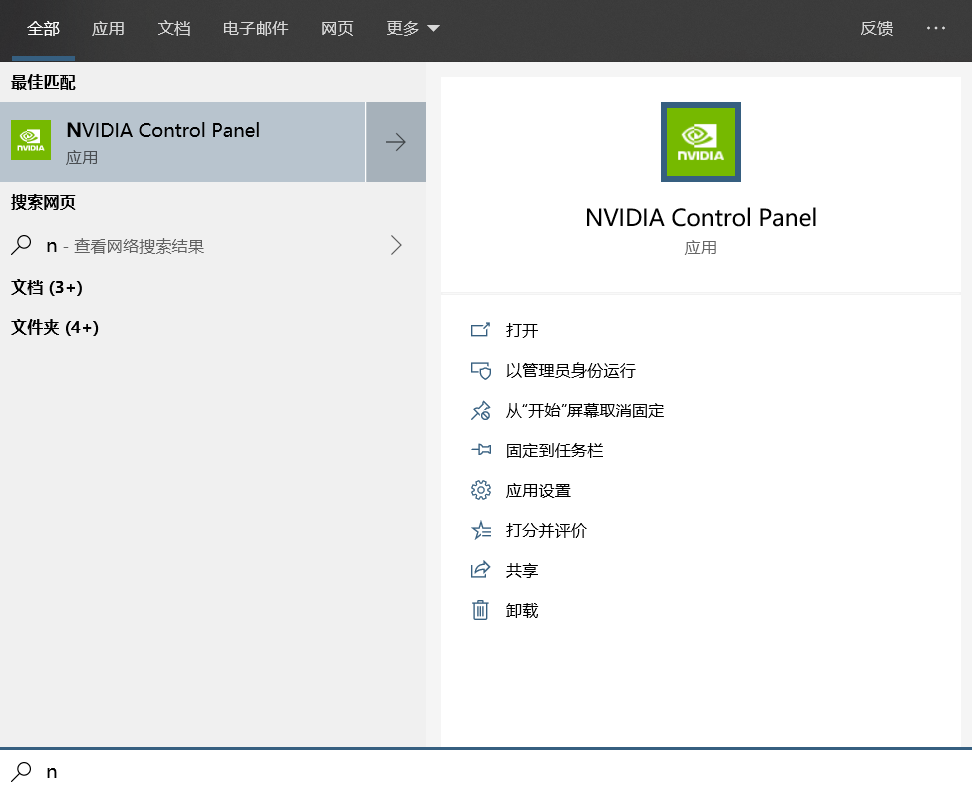 全部 应用 文档 电子邮件 网页 更多 反馈 ···
最佳匹配
NVIDIA Control Panel
应用
搜索网页
n - 查看网络搜索结果
文档 (3+)
文件夹 (4+)
NVIDIA
NVIDIA
NVIDIA Control Panel
应用
打开
以管理员身份运行
从“开始”屏幕取消固定
固定到任务栏
应用设置
打分并评价
共享
卸载
n